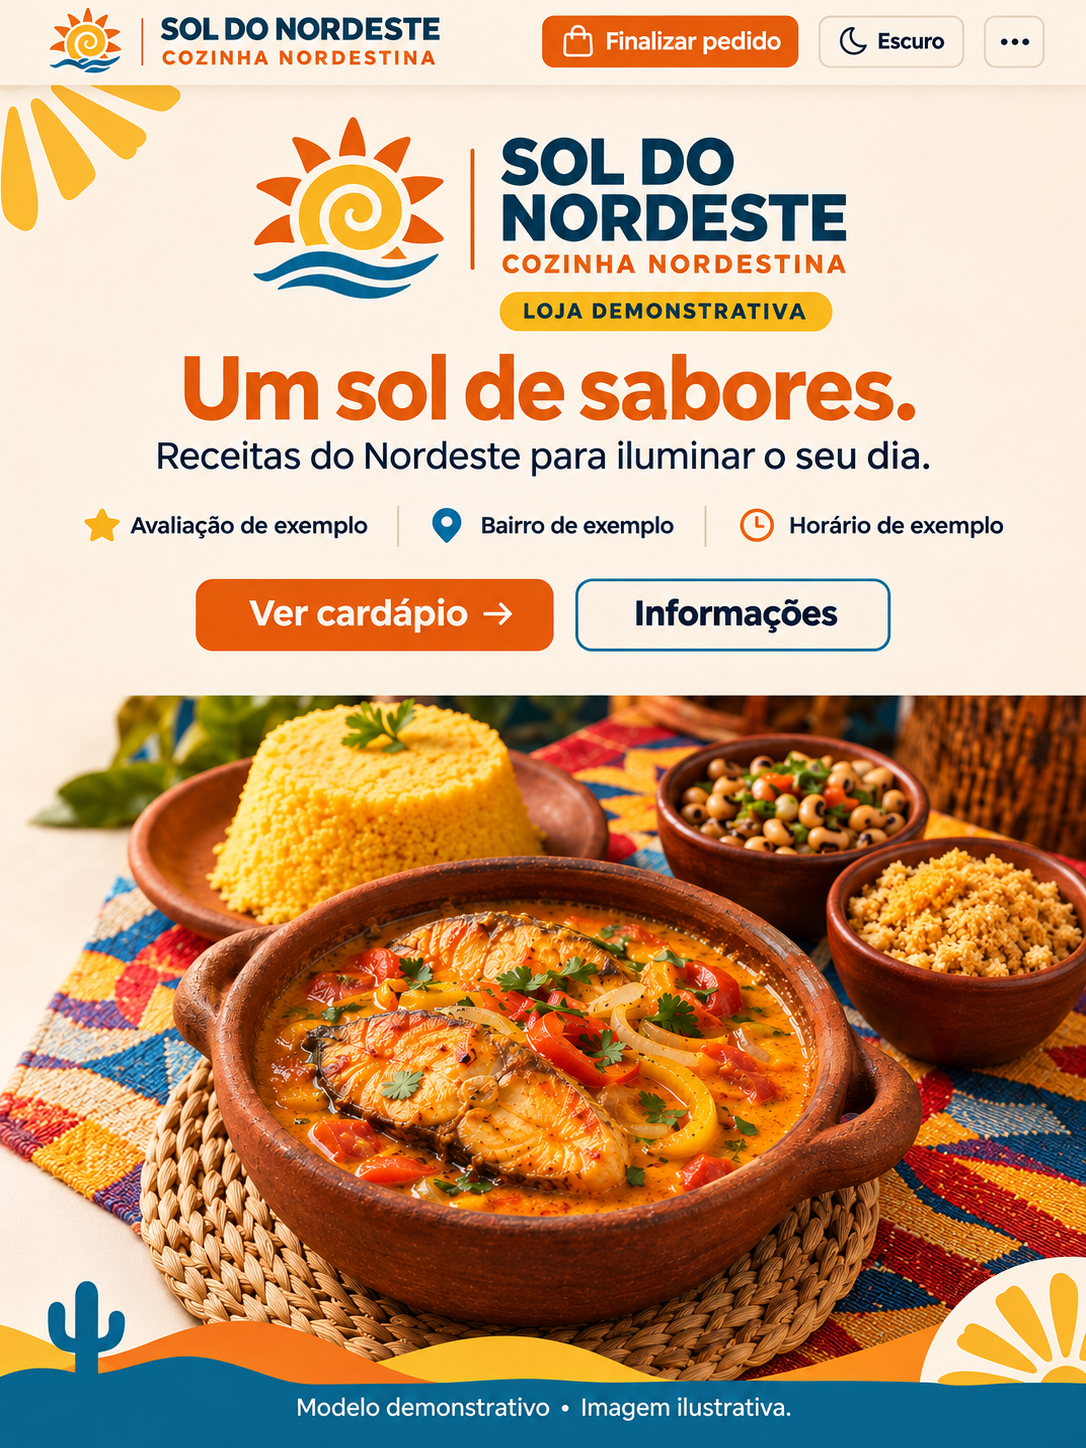 SOL DO NORDESTE
COZINHA NORDESTINA
Finalizar pedido
Escuro
SOL DO
NORDESTE
COZINHA NORDESTINA
LOJA DEMONSTRATIVA
Um sol de sabores.
Receitas do Nordeste para iluminar o seu dia.
Avaliação de exemplo
Bairro de exemplo
Horário de exemplo
Ver cardápio →
Informações
Modelo demonstrativo • Imagem ilustrativa.